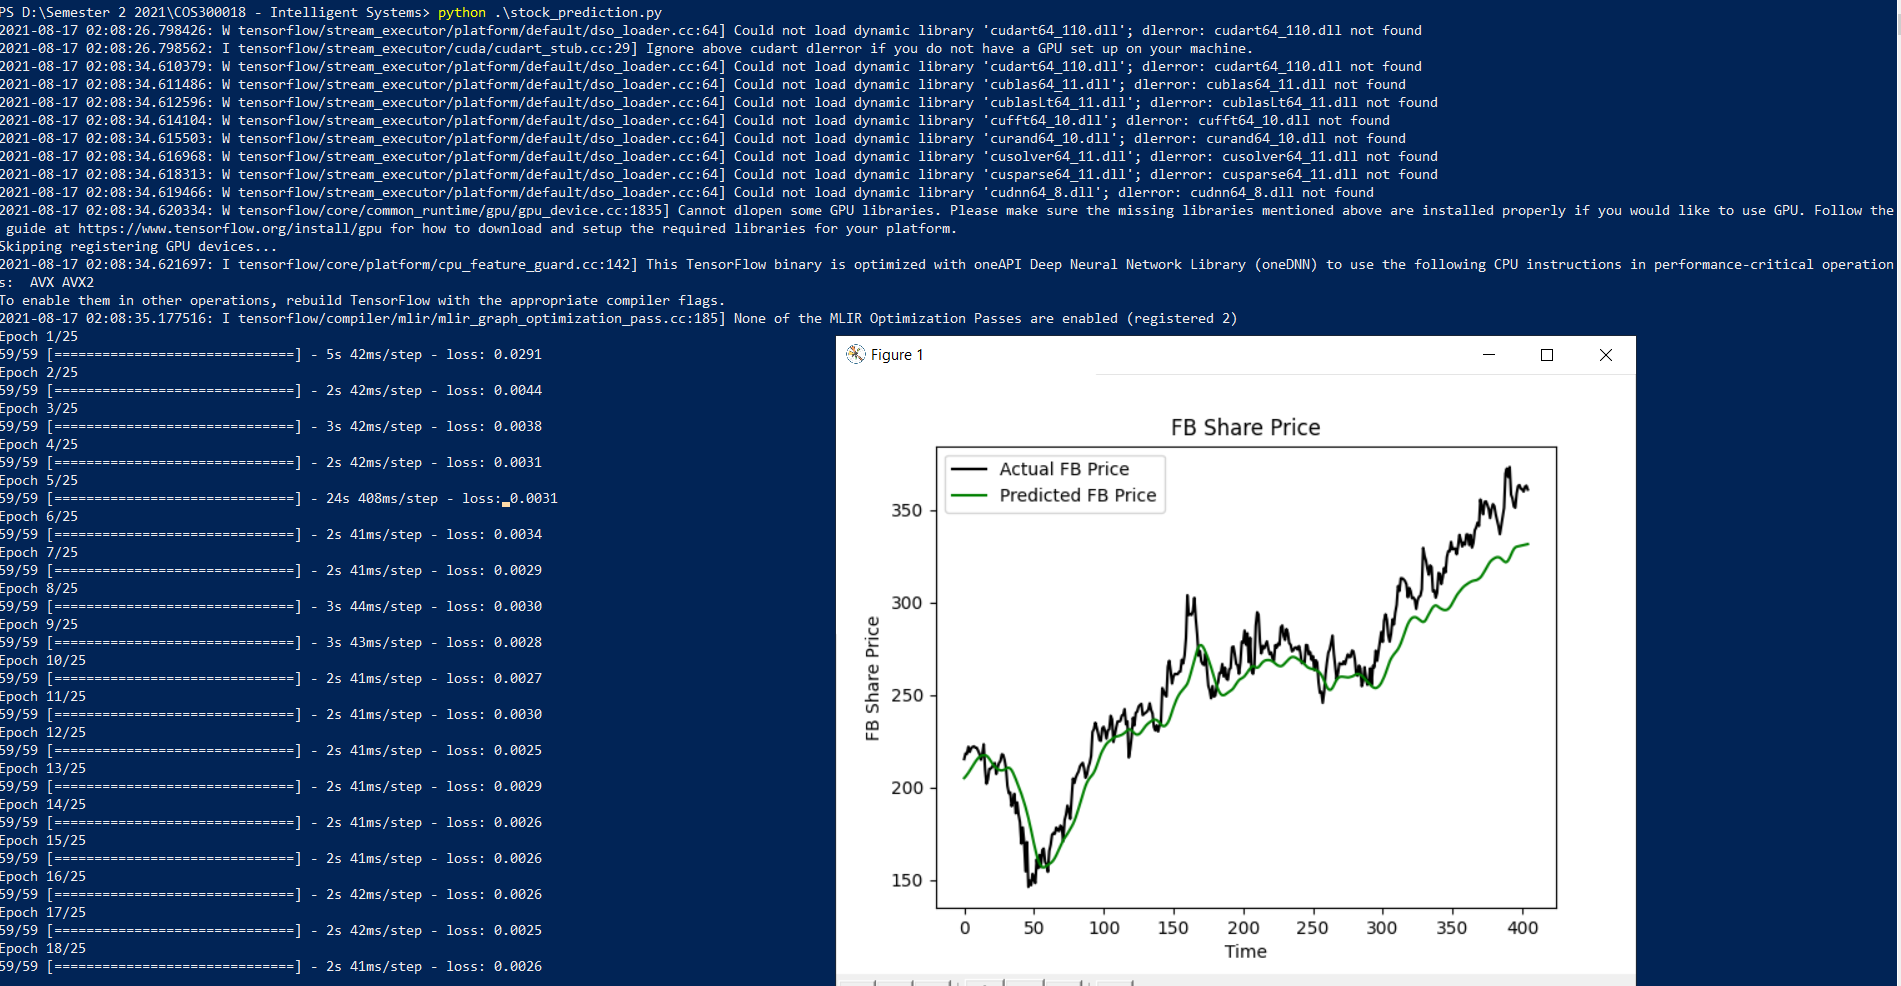 PS D:\Semester 2 2021\COS300018 - Intelligent Systems> python .\stock_prediction.py
2021-08-17 02:08:26.798426: W tensorflow/stream_executor/platform/default/dso_loader.cc:64] Could not load dynamic library 'cudart64_110.dll'; dlerror: cudart64_110.dll not found
2021-08-17 02:08:26.798562: I tensorflow/stream_executor/cuda/cudart_stub.cc:29] Ignore above cudart dlerror if you do not have a GPU set up on your machine.
2021-08-17 02:08:34.610379: W tensorflow/stream_executor/platform/default/dso_loader.cc:64] Could not load dynamic library 'cudart64_110.dll'; dlerror: cudart64_110.dll not found
2021-08-17 02:08:34.611486: W tensorflow/stream_executor/platform/default/dso_loader.cc:64] Could not load dynamic library 'cublas64_11.dll'; dlerror: cublas64_11.dll not found
2021-08-17 02:08:34.612596: W tensorflow/stream_executor/platform/default/dso_loader.cc:64] Could not load dynamic library 'cublasLt64_11.dll'; dlerror: cublasLt64_11.dll not found
2021-08-17 02:08:34.614104: W tensorflow/stream_executor/platform/default/dso_loader.cc:64] Could not load dynamic library 'cufft64_10.dll'; dlerror: cufft64_10.dll not found
2021-08-17 02:08:34.615503: W tensorflow/stream_executor/platform/default/dso_loader.cc:64] Could not load dynamic library 'curand64_10.dll'; dlerror: curand64_10.dll not found
2021-08-17 02:08:34.616968: W tensorflow/stream_executor/platform/default/dso_loader.cc:64] Could not load dynamic library 'cusolver64_11.dll'; dlerror: cusolver64_11.dll not found
2021-08-17 02:08:34.618313: W tensorflow/stream_executor/platform/default/dso_loader.cc:64] Could not load dynamic library 'cusparse64_11.dll'; dlerror: cusparse64_11.dll not found
2021-08-17 02:08:34.619466: W tensorflow/stream_executor/platform/default/dso_loader.cc:64] Could not load dynamic library 'cudnn64_8.dll'; dlerror: cudnn64_8.dll not found
2021-08-17 02:08:34.620334: W tensorflow/core/common_runtime/gpu/gpu_device.cc:1835] Cannot dlopen some GPU libraries. Please make sure the missing libraries mentioned above are installed properly if you would like to use GPU. Follow the
guide at https://www.tensorflow.org/install/gpu for how to download and setup the required libraries for your platform.
Skipping registering GPU devices...
2021-08-17 02:08:34.621697: I tensorflow/core/platform/cpu_feature_guard.cc:142] This TensorFlow binary is optimized with oneAPI Deep Neural Network Library (oneDNN) to use the following CPU instructions in performance-critical operation
s:  AVX AVX2
To enable them in other operations, rebuild TensorFlow with the appropriate compiler flags.
2021-08-17 02:08:35.177516: I tensorflow/compiler/mlir/mlir_graph_optimization_pass.cc:185] None of the MLIR Optimization Passes are enabled (registered 2)
Epoch 1/25
59/59 [==============================] - 5s 42ms/step - loss: 0.0291
Epoch 2/25
59/59 [==============================] - 2s 42ms/step - loss: 0.0044
Epoch 3/25
59/59 [==============================] - 3s 42ms/step - loss: 0.0038
Epoch 4/25
59/59 [==============================] - 2s 42ms/step - loss: 0.0031
Epoch 5/25
59/59 [==============================] - 24s 408ms/step - loss: 0.0031
Epoch 6/25
59/59 [==============================] - 2s 41ms/step - loss: 0.0034
Epoch 7/25
59/59 [==============================] - 2s 41ms/step - loss: 0.0029
Epoch 8/25
59/59 [==============================] - 3s 44ms/step - loss: 0.0030
Epoch 9/25
59/59 [==============================] - 3s 43ms/step - loss: 0.0028
Epoch 10/25
59/59 [==============================] - 2s 41ms/step - loss: 0.0027
Epoch 11/25
59/59 [==============================] - 2s 41ms/step - loss: 0.0030
Epoch 12/25
59/59 [==============================] - 2s 41ms/step - loss: 0.0025
Epoch 13/25
59/59 [==============================] - 2s 41ms/step - loss: 0.0029
Epoch 14/25
59/59 [==============================] - 2s 41ms/step - loss: 0.0026
Epoch 15/25
59/59 [==============================] - 2s 41ms/step - loss: 0.0026
Epoch 16/25
59/59 [==============================] - 2s 42ms/step - loss: 0.0026
Epoch 17/25
59/59 [==============================] - 2s 42ms/step - loss: 0.0025
Epoch 18/25
59/59 [==============================] - 2s 41ms/step - loss: 0.0026
Figure 1
FB Share Price
Actual FB Price
Predicted FB Price
FB Share Price
350
300
250
200
150
0 50 100 150 200 250 300 350 400
Time